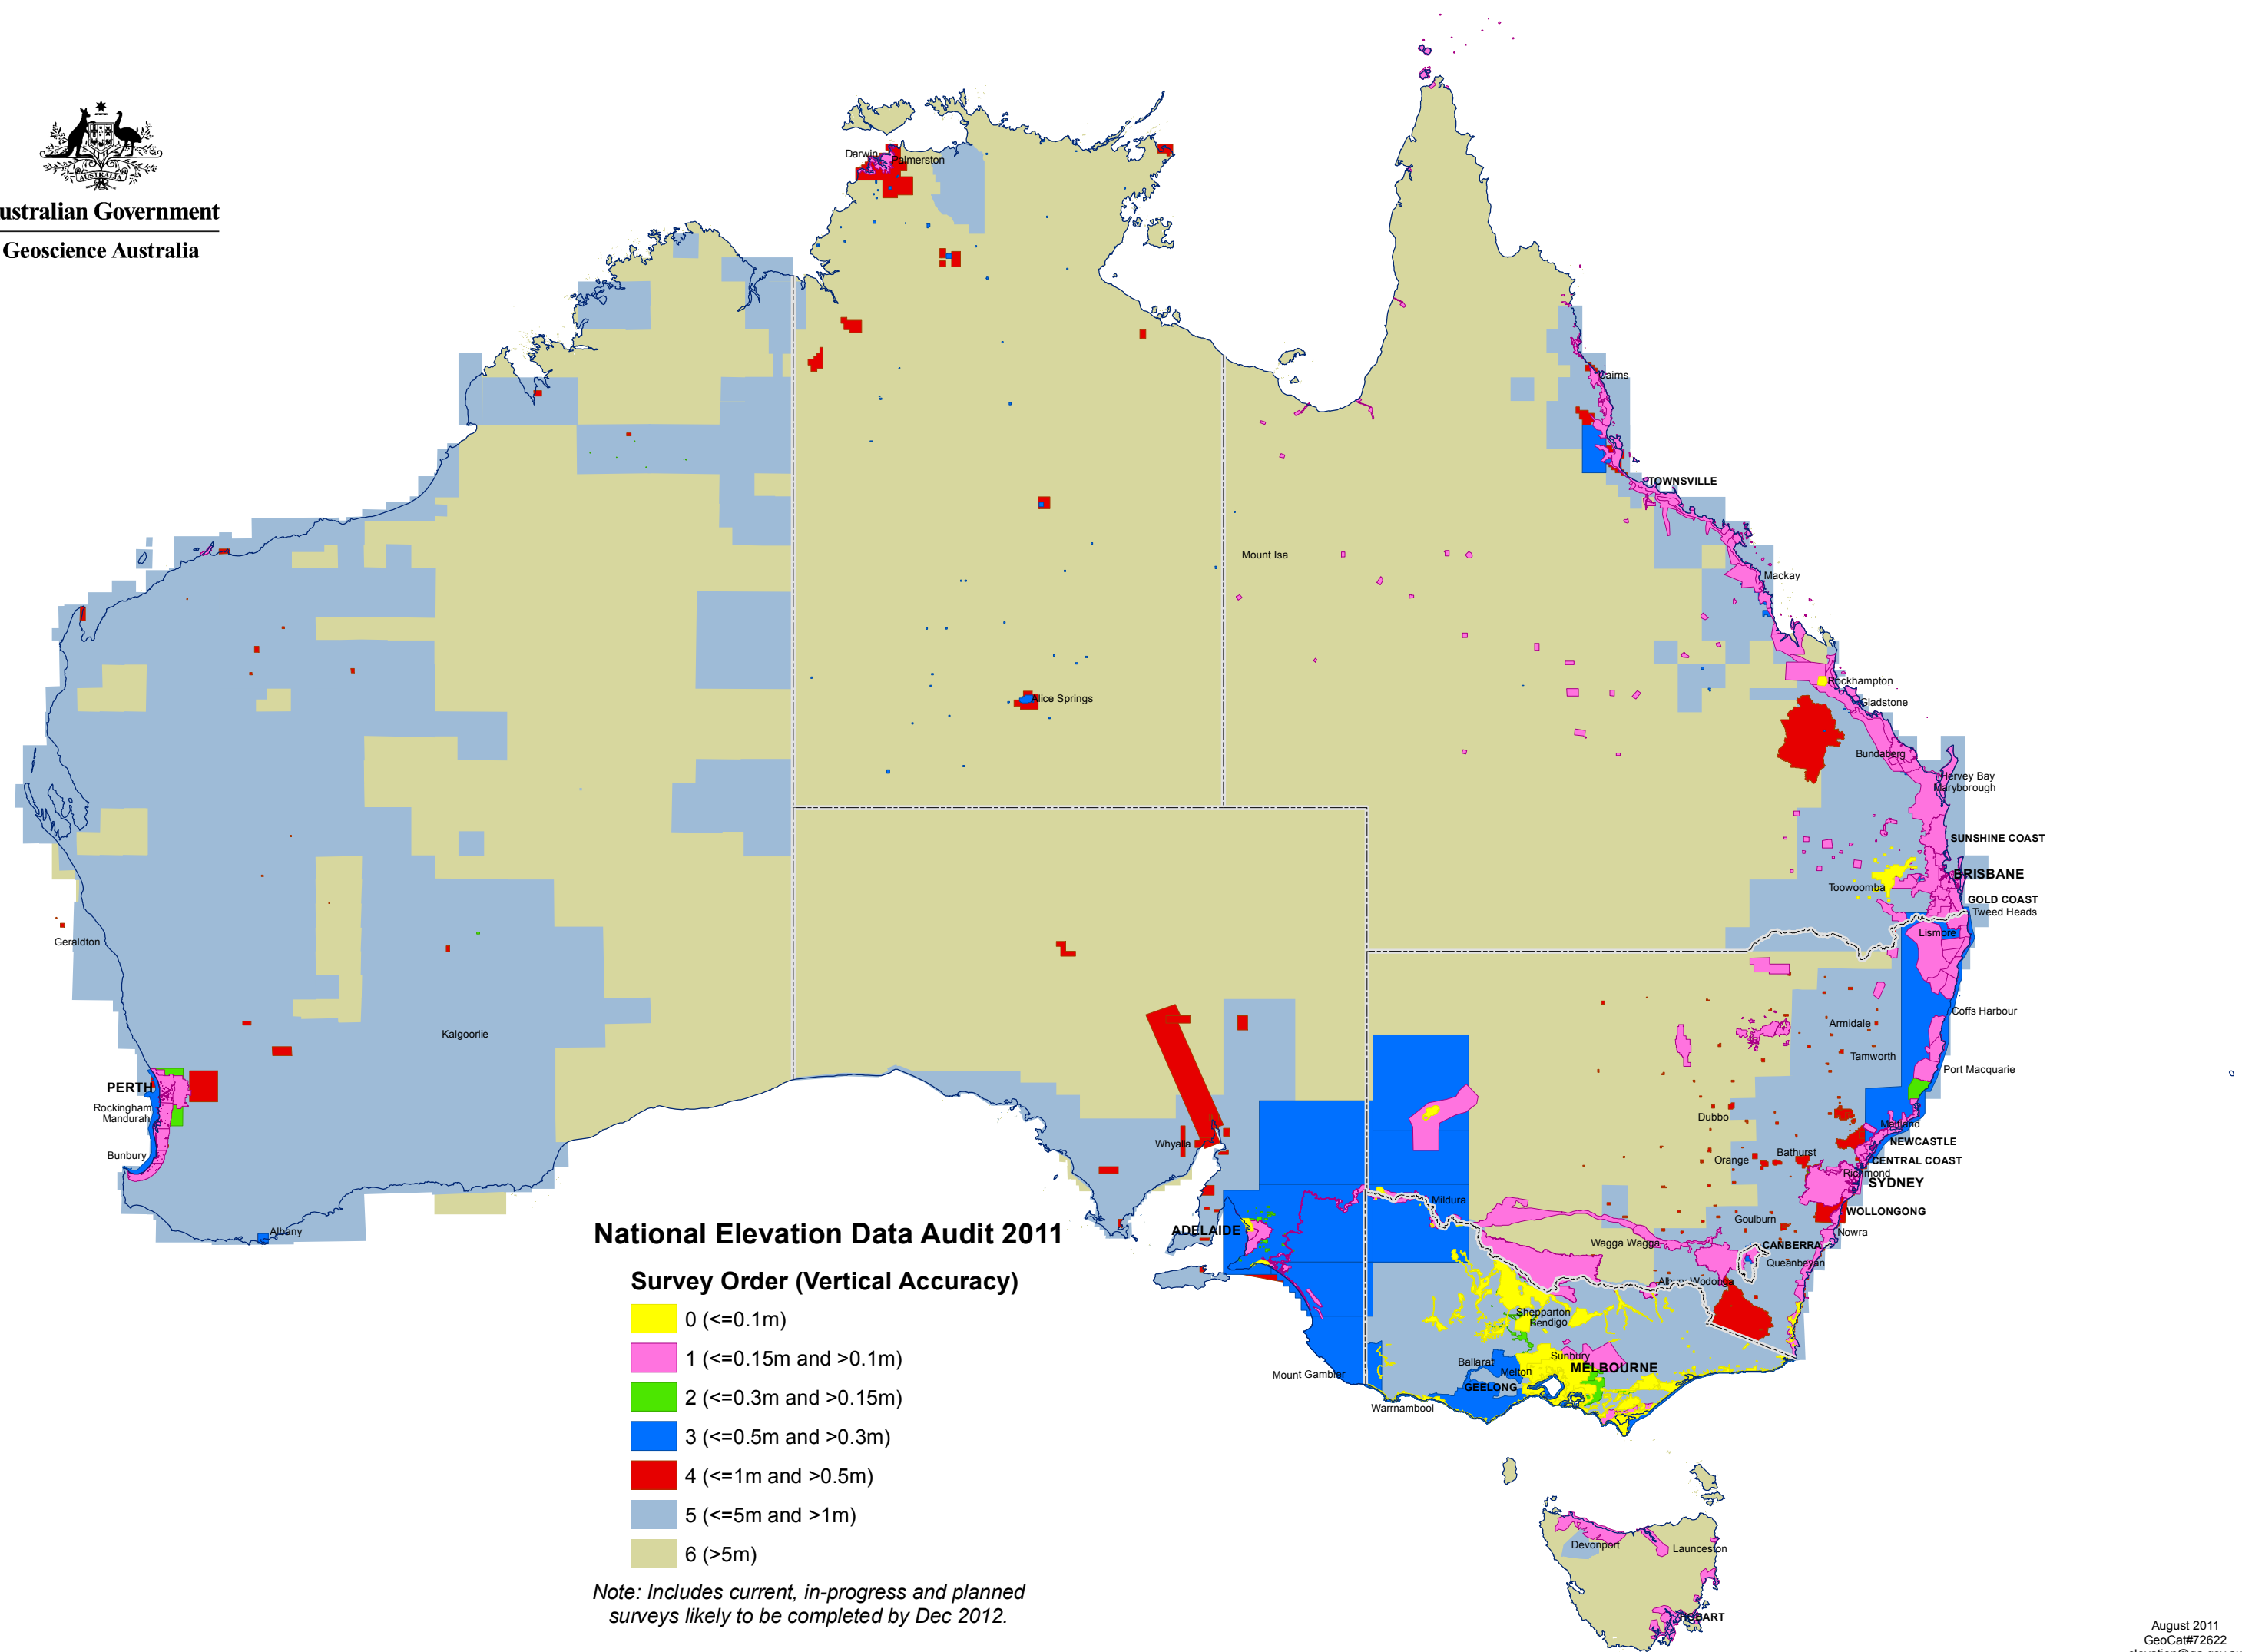 AUSTRALIA
ustralian Government
Geoscience Australia
Darwin
Palmerston
Cairns
TOWNSVILLE
Mount Isa
Mackay
Alice Springs
Rockhampton
Gladstone
Bundaberg
Hervey Bay
Maryborough
SUNSHINE COAST
BRISBANE
Toowoomba
GOLD COAST
Tweed Heads
Lismore
Geraldton
Coffs Harbour
Armidale
Kalgoorlie
Tamworth
Port Macquarie
PERTH
Rockingham
Mandurah
Dubbo
Maitland
Whyalla
NEWCASTLE
Bunbury
Orange
Bathurst
CENTRAL COAST
Richmond
SYDNEY
Mildura
WOLLONGONG
Goulburn
Albany
ADELAIDE
Nowra
Wagga Wagga
CANBERRA
Queanbeyan
Albury Wodonga
Shepparton
Bendigo
Sunbury
Ballarat
MELBOURNE
Melton
Mount Gambier
GEELONG
Warrnambool
Devonport
Launceston
HOBART
National Elevation Data Audit 2011
Survey Order (Vertical Accuracy)
0 (<=0.1m)
1 (<=0.15m and >0.1m)
2 (<=0.3m and >0.15m)
3 (<=0.5m and >0.3m)
4 (<=1m and >0.5m)
5 (<=5m and >1m)
6 (>5m)
Note: Includes current, in-progress and planned
surveys likely to be completed by Dec 2012.
August 2011
GeoCat#72622